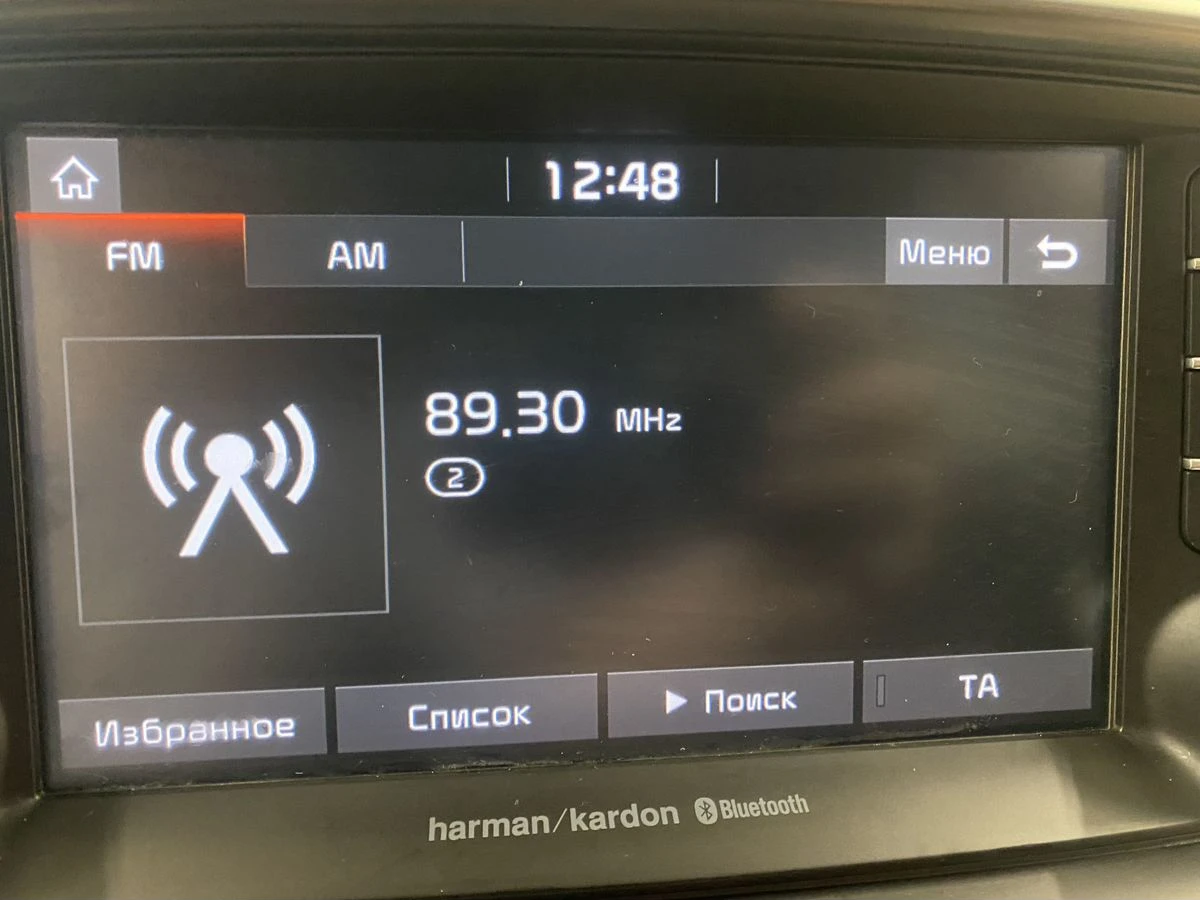 12:48
FM AM Меню
89.30 MHz
2
Избранное Список Поиск TA
harman/kardon Bluetooth